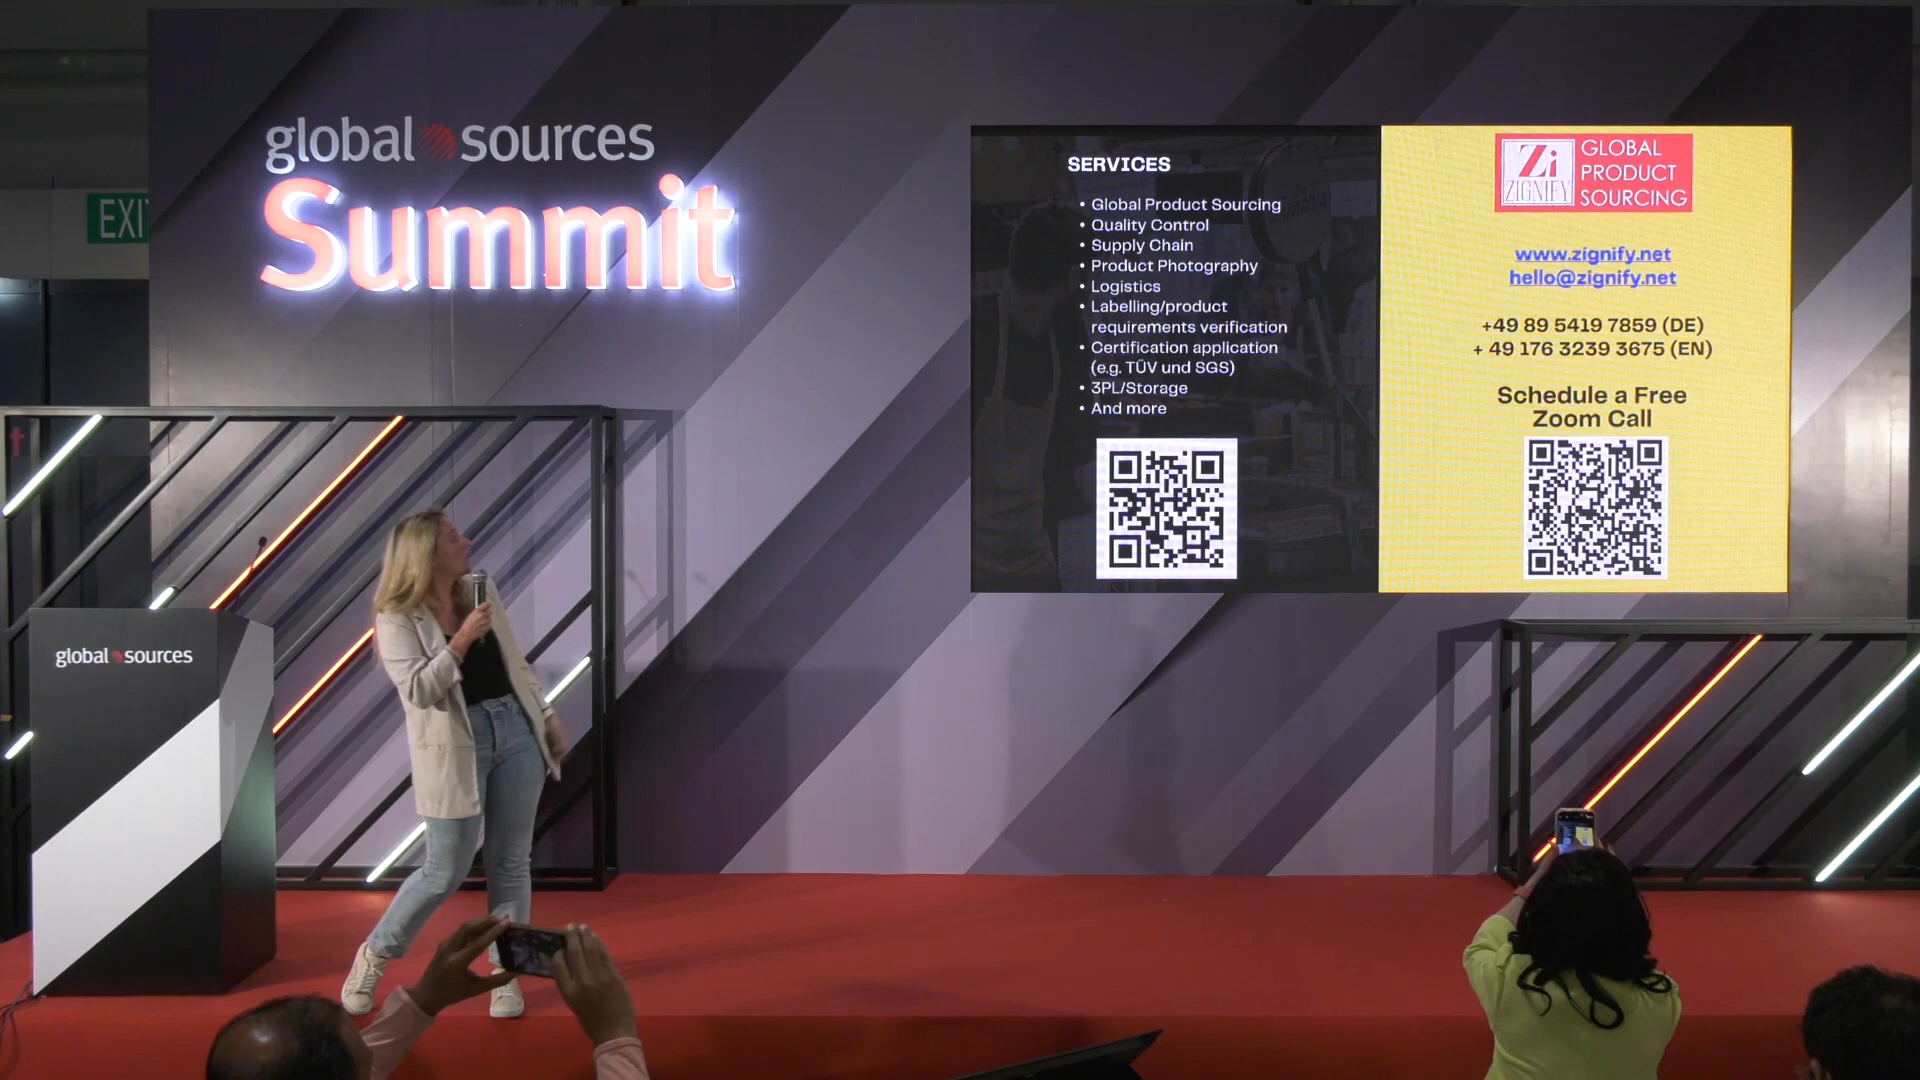 global sources
Summit
EXI
SERVICES
• Global Product Sourcing
• Quality Control
• Supply Chain
• Product Photography
• Logistics
• Labelling/product
requirements verification
• Certification application
(e.g. TÜV und SGS)
• 3PL/Storage
• And more
Zi
ZIGNIFY
GLOBAL
PRODUCT
SOURCING
www.zignify.net
hello@zignify.net
+49 89 5419 7859 (DE)
+ 49 176 3239 3675 (EN)
Schedule a Free
Zoom Call
t
global sources